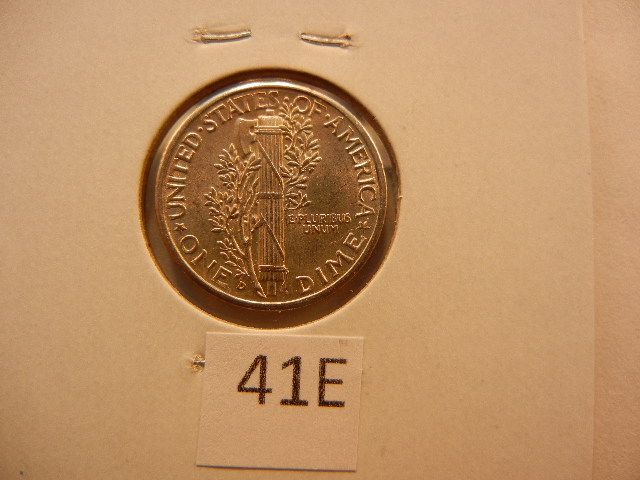 UNITED·STATES·OF·AMERICA
E·PLURIBUS
UNUM
ONE DIME
D
41E